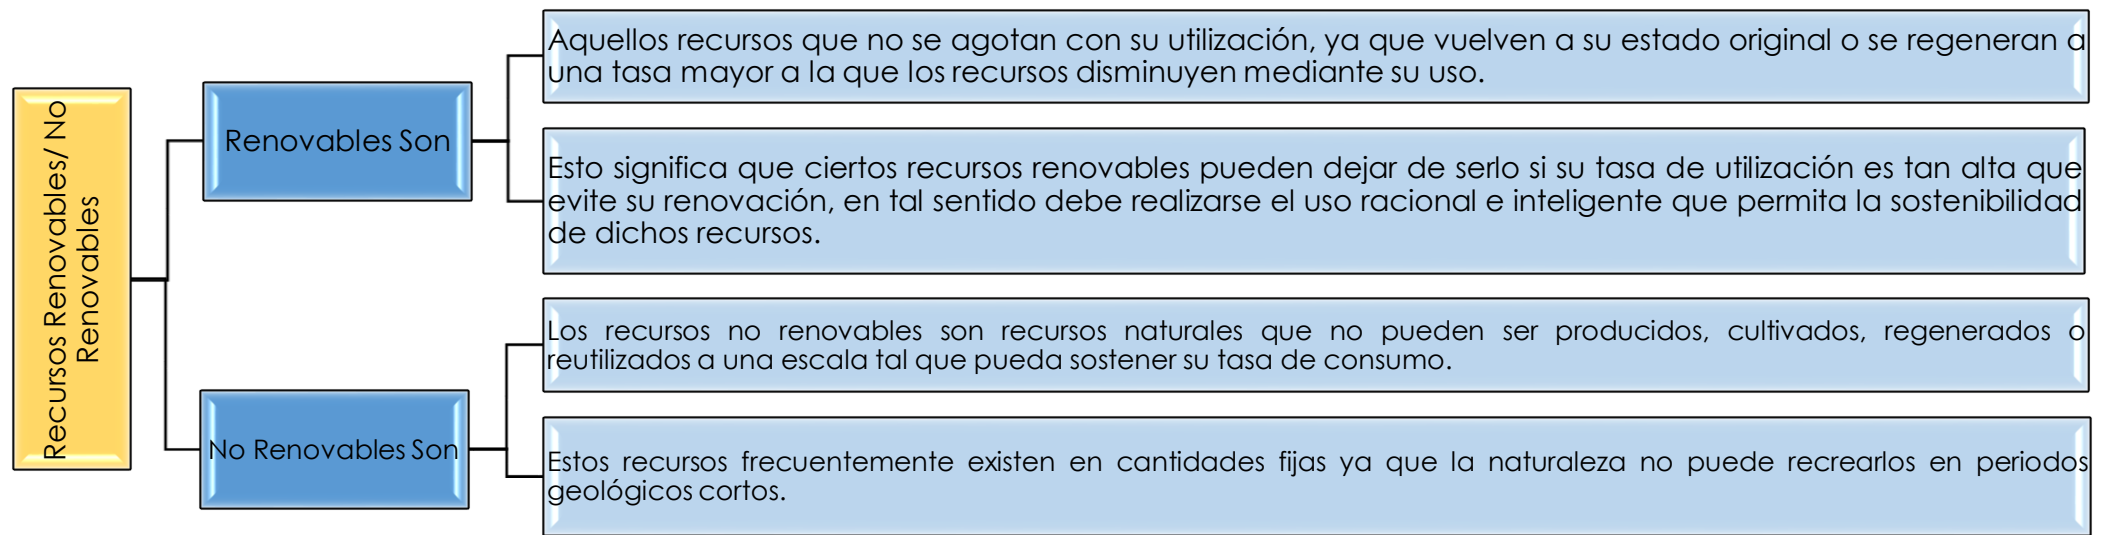 Recursos Renovables/ No
Renovables
Renovables Son
Aquellos recursos que no se agotan con su utilización, ya que vuelven a su estado original o se regeneran a
una tasa mayor a la que los recursos disminuyen mediante su uso.
Esto significa que ciertos recursos renovables pueden dejar de serlo si su tasa de utilización es tan alta que
evite su renovación, en tal sentido debe realizarse el uso racional e inteligente que permita la sostenibilidad
de dichos recursos.
No Renovables Son
Los recursos no renovables son recursos naturales que no pueden ser producidos, cultivados, regenerados o
reutilizados a una escala tal que pueda sostener su tasa de consumo.
Estos recursos frecuentemente existen en cantidades fijas ya que la naturaleza no puede recrearlos en periodos
geológicos cortos.